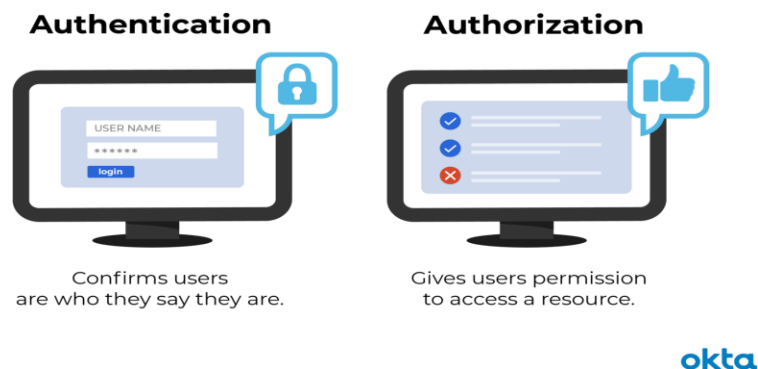 Authentication
Authorization
USER NAME
******
login
Confirms users
are who they say they are.
Gives users permission
to access a resource.
okta